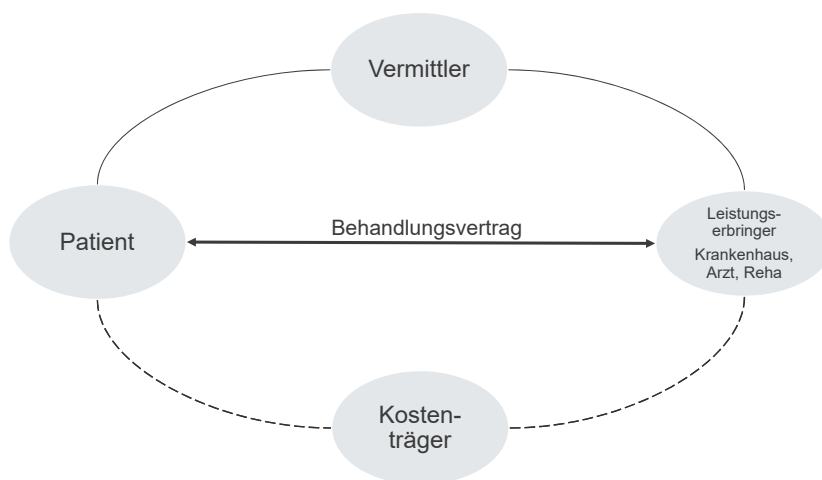 Vermittler
Patient
Behandlungsvertrag
Leistungs-
erbringer
Krankenhaus,
Arzt, Reha
Kosten-
träger